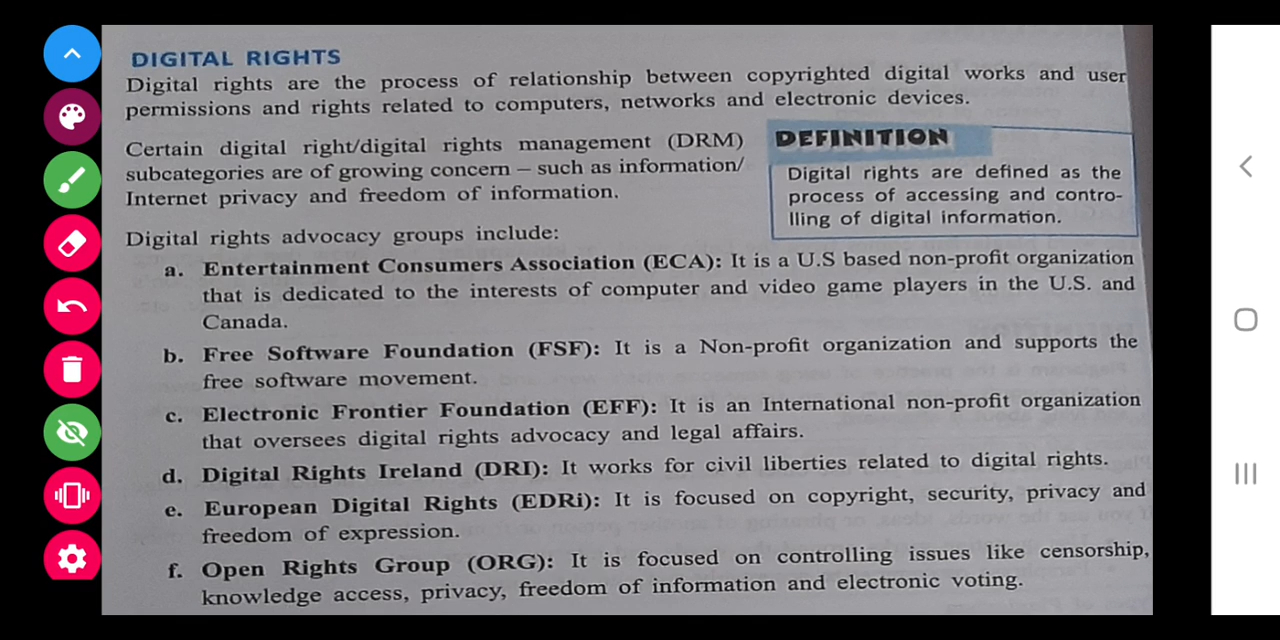 DIGITAL RIGHTS
Digital rights are the process of relationship between copyrighted digital works and user
permissions and rights related to computers, networks and electronic devices.
Certain digital right/digital rights management (DRM)
subcategories are of growing concern – such as information/
Internet privacy and freedom of information.
DEFINITION
Digital rights are defined as the
process of accessing and contro-
lling of digital information.
Digital rights advocacy groups include:
a. Entertainment Consumers Association (ECA): It is a U.S based non-profit organization
that is dedicated to the interests of computer and video game players in the U.S. and
Canada.
b. Free Software Foundation (FSF): It is a Non-profit organization and supports the
free software movement.
c. Electronic Frontier Foundation (EFF): It is an International non-profit organization
that oversees digital rights advocacy and legal affairs.
d. Digital Rights Ireland (DRI): It works for civil liberties related to digital rights.
e. European Digital Rights (EDRi): It is focused on copyright, security, privacy and
freedom of expression.
f. Open Rights Group (ORG): It is focused on controlling issues like censorship,
knowledge access, privacy, freedom of information and electronic voting.